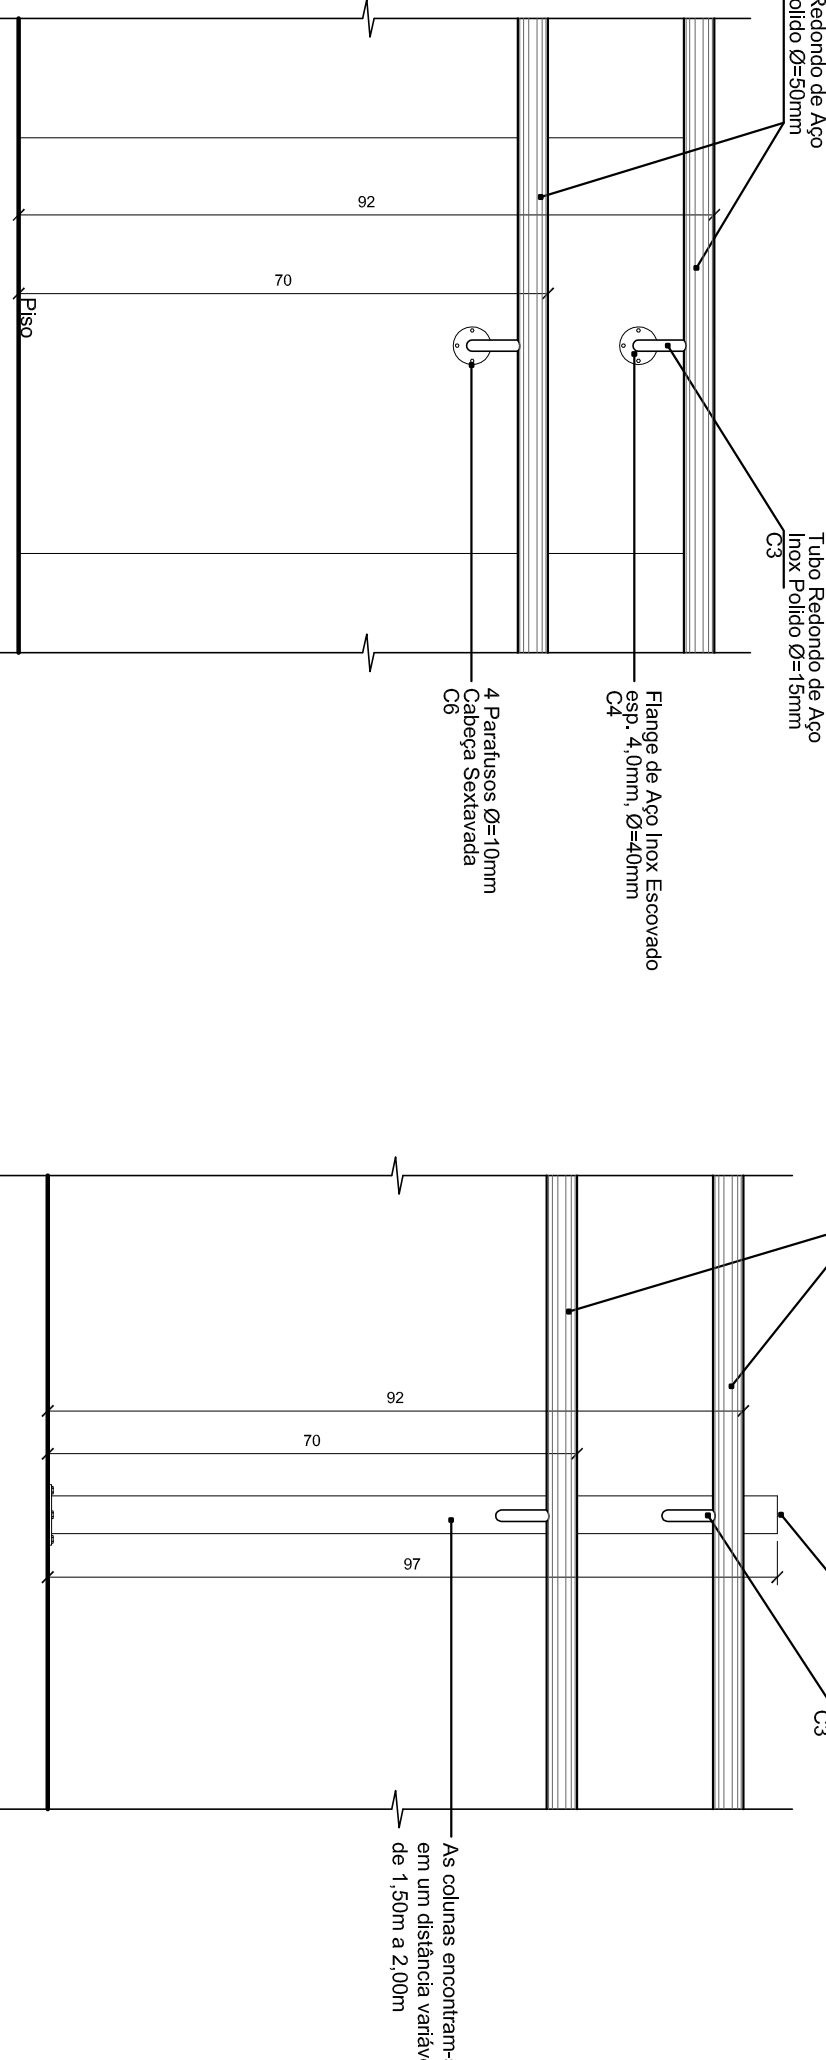 Redondo de Aço
Polido Ø=50mm
92
70
Piso
Tubo Redondo de Aço
Inox Polido Ø=15mm
C3
Flange de Aço Inox Escovado
esp. 4,0mm, Ø=40mm
C4
4 Parafusos Ø=10mm
Cabeça Sextavada
C6
92
70
97
C3
As colunas encontram-
em um distância
de 1,50m a 2,00m